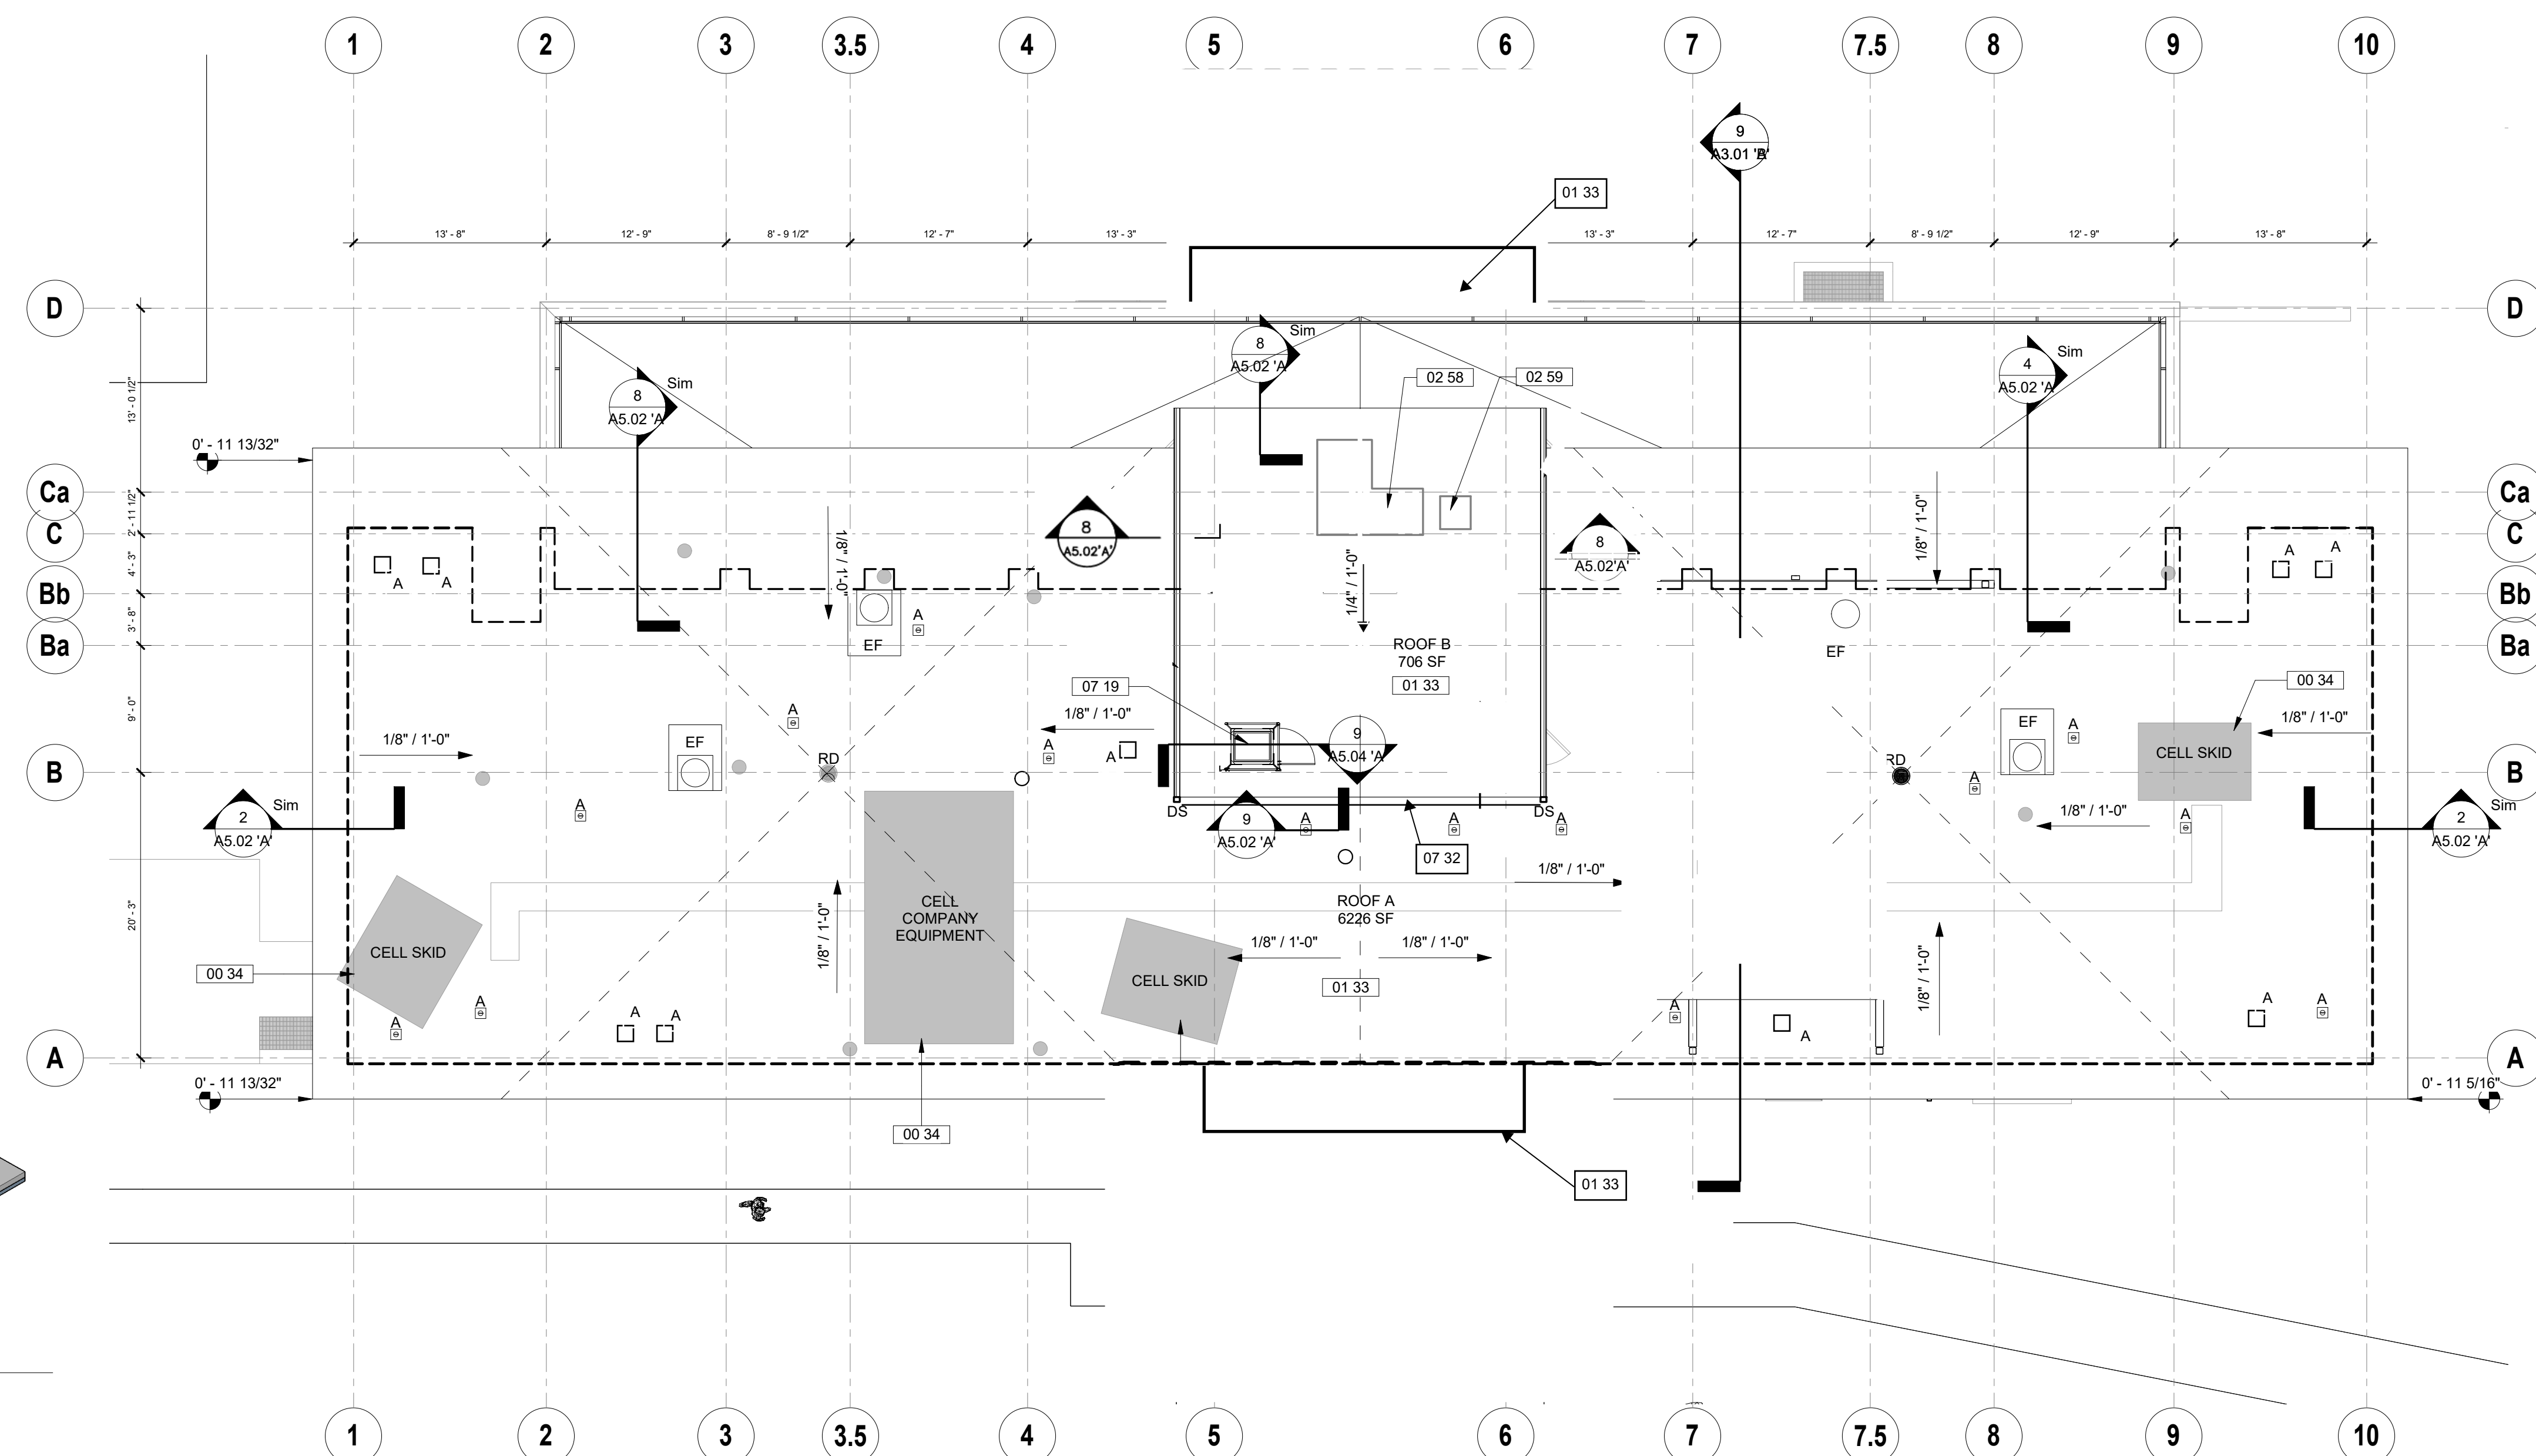 1 2 3 3.5 4 5 6 7 7.5 8 9 10
9
A3.01
01 33
13' - 8" 12' - 9" 8' - 9 1/2" 12' - 7" 13' - 3" 13' - 3" 12' - 7" 8' - 9 1/2" 12' - 9" 13' - 8"
D D
8 Sim
A5.02 'A'
4 Sim
A5.02 'A'
8 Sim
A5.02 'A'
02 58
02 59
13' - 0 1/2"
0' - 11 13/32"
Ca Ca
2' - 11 1/2"
C C
8
A5.02'A'
8
A5.02'A'
1/8" / 1'-0"
1/8" / 1'-0"
1/4" / 1'-0"
4' - 3"
A A
A A
Bb Bb
A
3' - 8"
EF
Ba Ba
EF
ROOF B
706 SF
01 33
07 19
00 34
9' - 0"
1/8" / 1'-0"
1/8" / 1'-0"
1/8" / 1'-0"
A
EF
EF
A
A
A
9
A5.04 'A'
CELL SKID
RD
RD
B B
A
A
2 Sim
A5.02 'A'
DS
DS
9
A5.02 'A'
A
A
A
1/8" / 1'-0"
A
2 Sim
A5.02 'A'
07 32
1/8" / 1'-0"
20' - 3"
CELL
COMPANY
EQUIPMENT
ROOF A
6226 SF
1/8" / 1'-0"
1/8" / 1'-0"
1/8" / 1'-0"
1/8" / 1'-0"
CELL SKID
CELL SKID
00 34
01 33
A
A
A A
A
A
A
A
A A
0' - 11 13/32"
0' - 11 5/16"
00 34
01 33
1 2 3 3.5 4 5 6 7 7.5 8 9 10